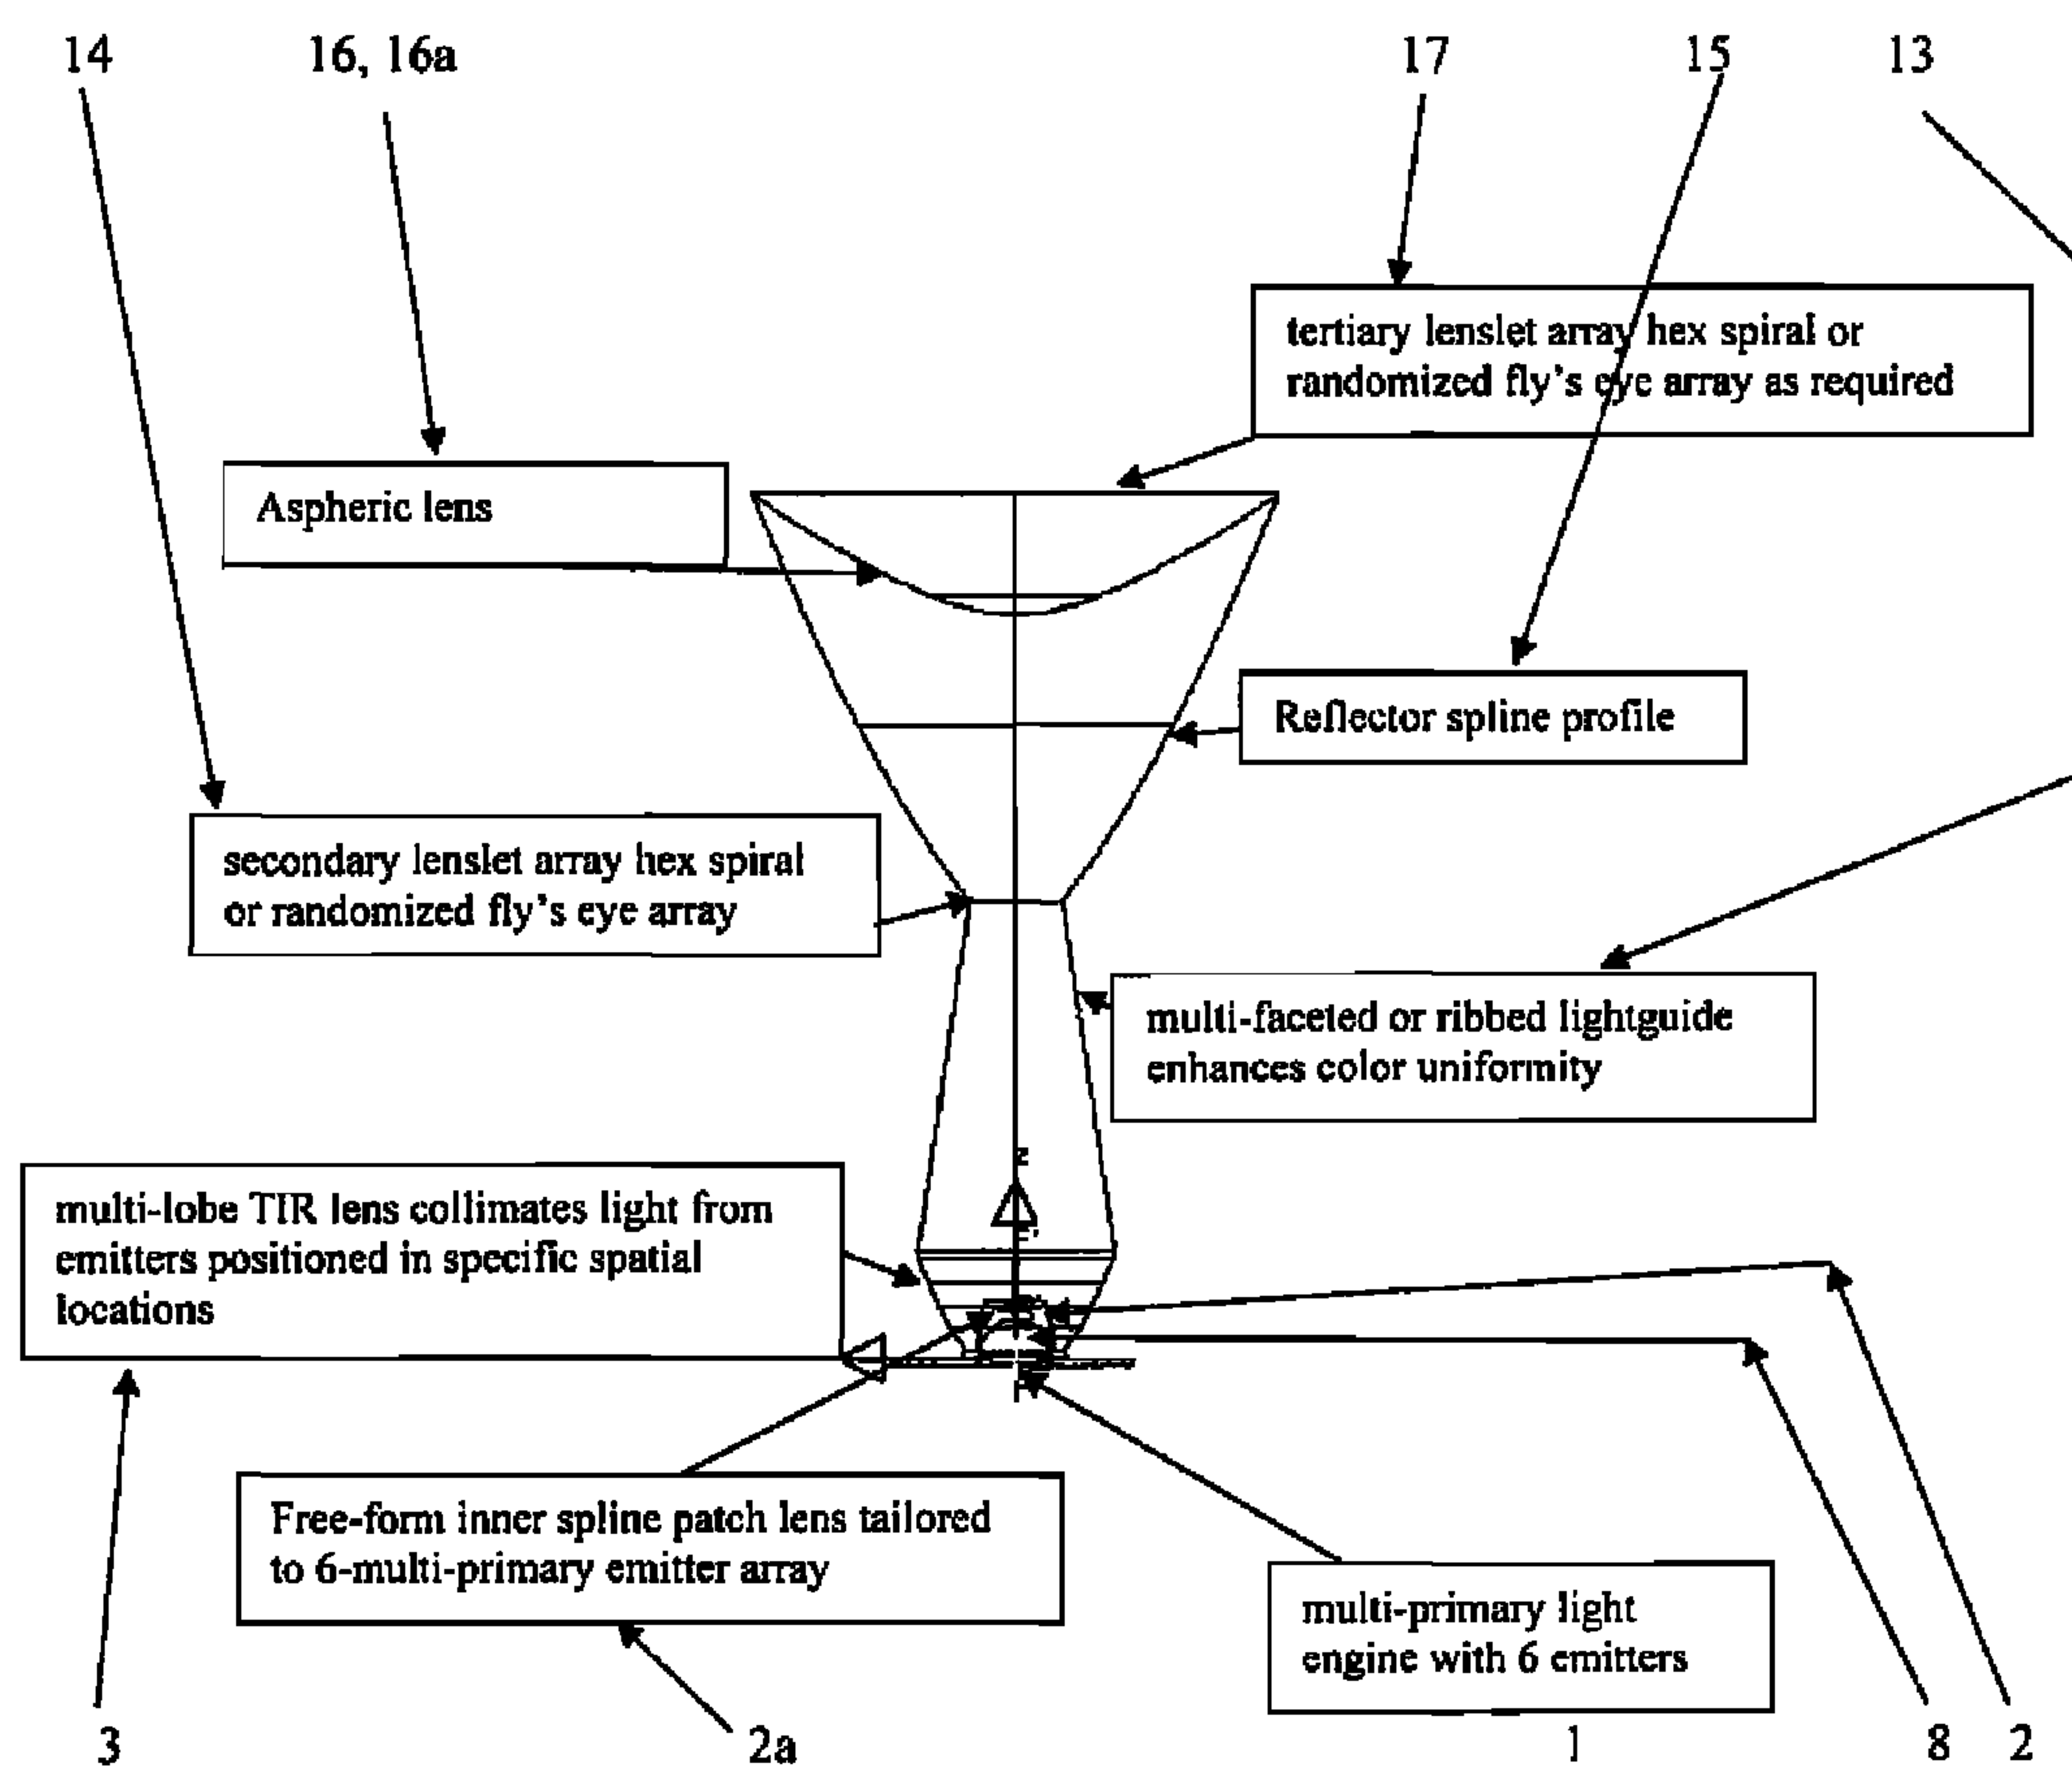 14
16, 16a
17
15
13
tertiary lenslet array hex spiral or
randomized fly's eye array as required
Aspheric lens
Reflector spline profile
secondary lenslet array hex spiral
or randomized fly's eye array
multi-faceted or ribbed lightguide
enhances color uniformity
multi-lobe TIR lens collimates light from
emitters positioned in specific spatial
locations
Free-form inner spline patch lens tailored
to 6-multi-primary emitter array
multi-primary light
engine with 6 emitters
3
2a
1
8
2